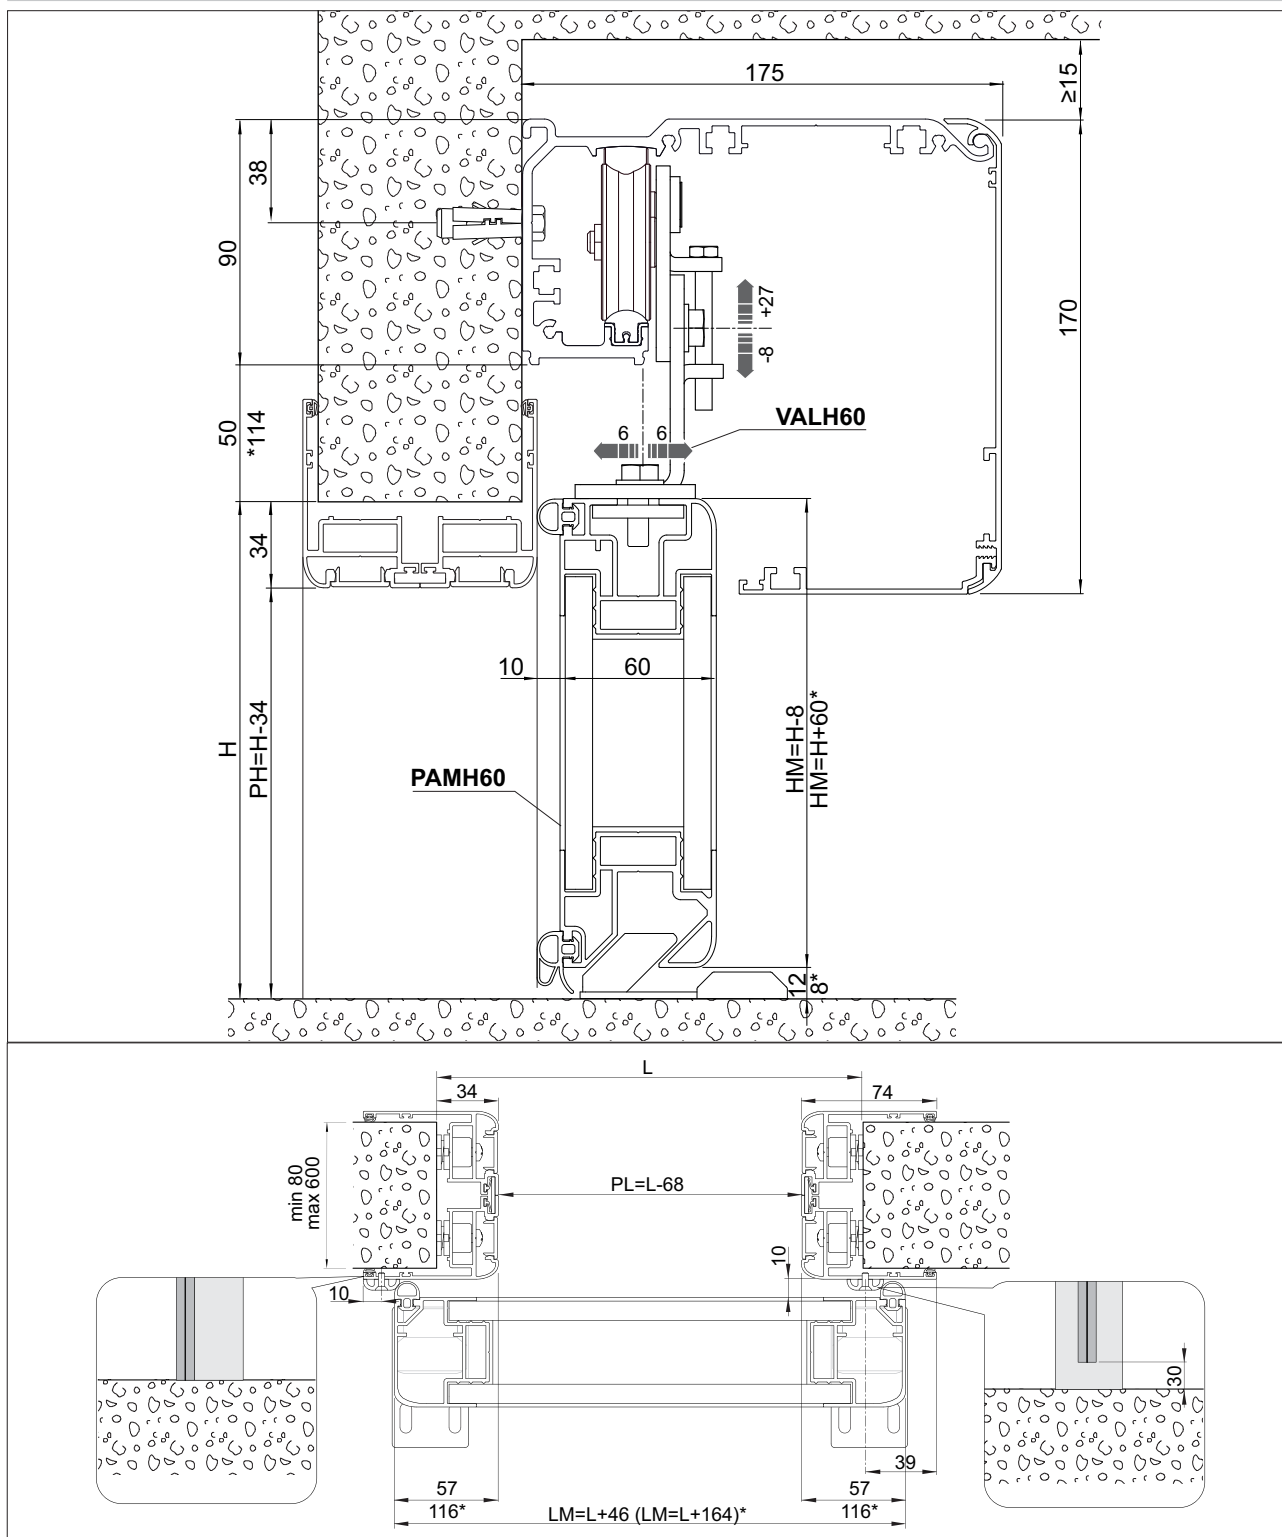 175
≥15
38
90
+27
-8
170
VALH60
6 6
50
*114
34
10
60
H
PH=H-34
HM=H-8
HM=H+60*
PAMH60
12
8*
L
34
74
min 80
max 600
PL=L-68
10
10
30
39
57
116*
57
116*
LM=L+46 (LM=L+164)*